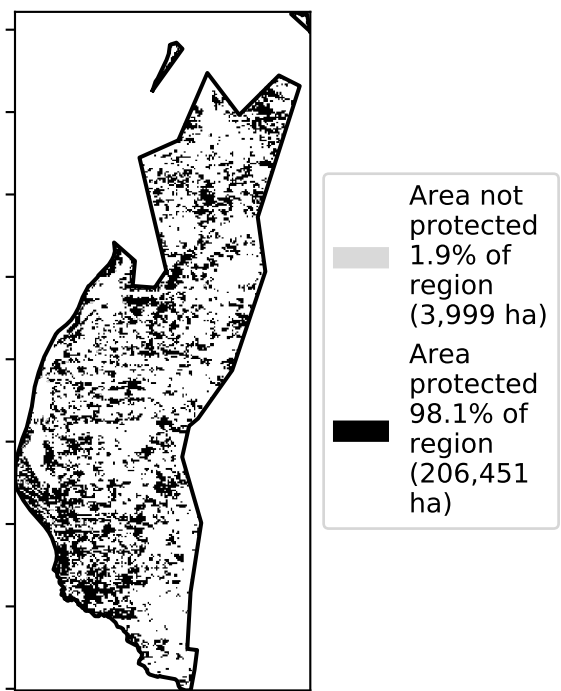 Area not
protected
1.9% of
region
(3,999 ha)
Area
protected
98.1% of
region
(206,451
ha)